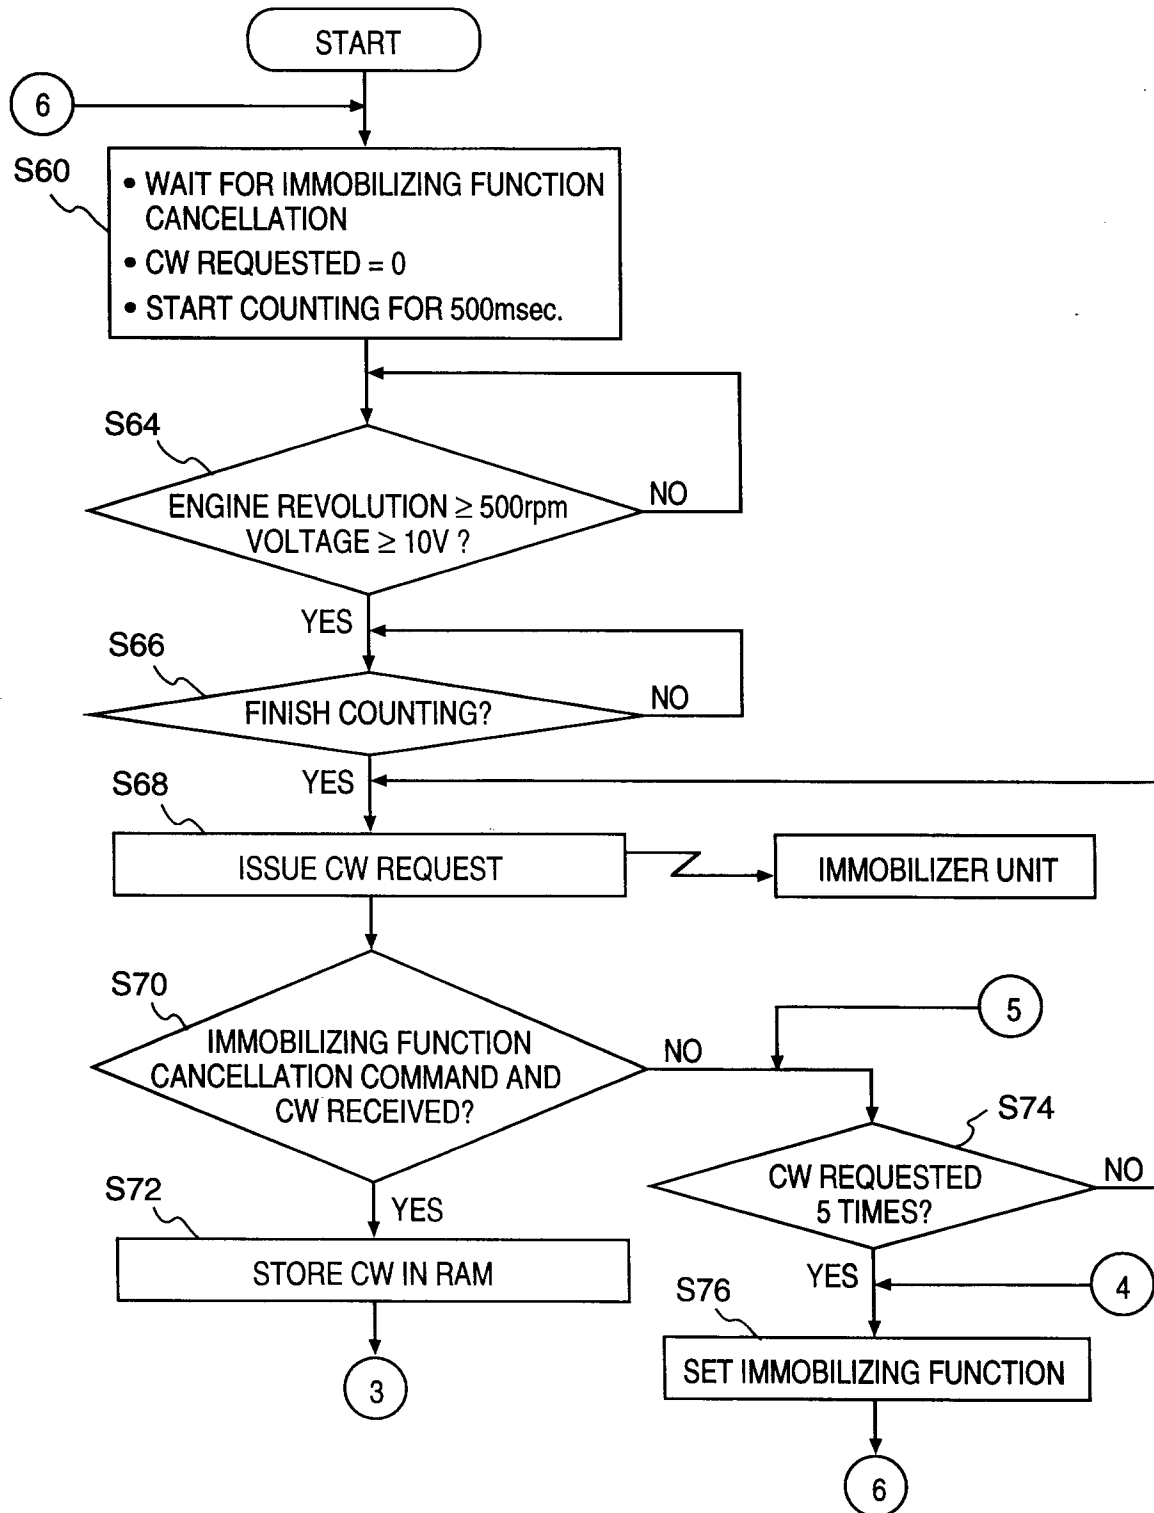 START
6
S60
• WAIT FOR IMMOBILIZING FUNCTION
CANCELLATION
• CW REQUESTED = 0
• START COUNTING FOR 500msec.
S64
ENGINE REVOLUTION ≥ 500rpm
VOLTAGE ≥ 10V ?
NO
YES
S66
FINISH COUNTING?
NO
YES
S68
ISSUE CW REQUEST
IMMOBILIZER UNIT
S70
IMMOBILIZING FUNCTION
CANCELLATION COMMAND AND
CW RECEIVED?
NO
5
S74
CW REQUESTED
5 TIMES?
NO
YES
S72
STORE CW IN RAM
3
YES
4
S76
SET IMMOBILIZING FUNCTION
6